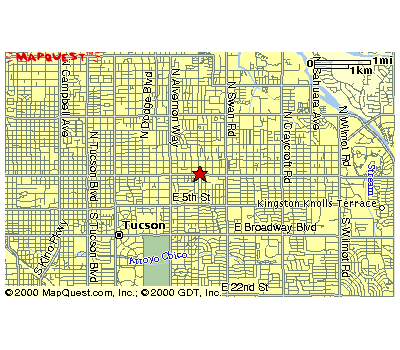 MAPQUEST
0 1mi
1km
N Campbell Ave
N Tucson Blvd
N Dodge Blvd
N Alvernon Way
N Swan Rd
N Craycroft Rd
N Wilmot Rd
Stream
E 5th St
Kingston Knolls Terrace
Tucson
E Broadway Blvd
S Kino Pkwy
S Tucson Blvd
Arroyo Chico
S Wilmot Rd
E 22nd St
©2000 MapQuest.com, Inc.; ©2000 GDT, Inc.